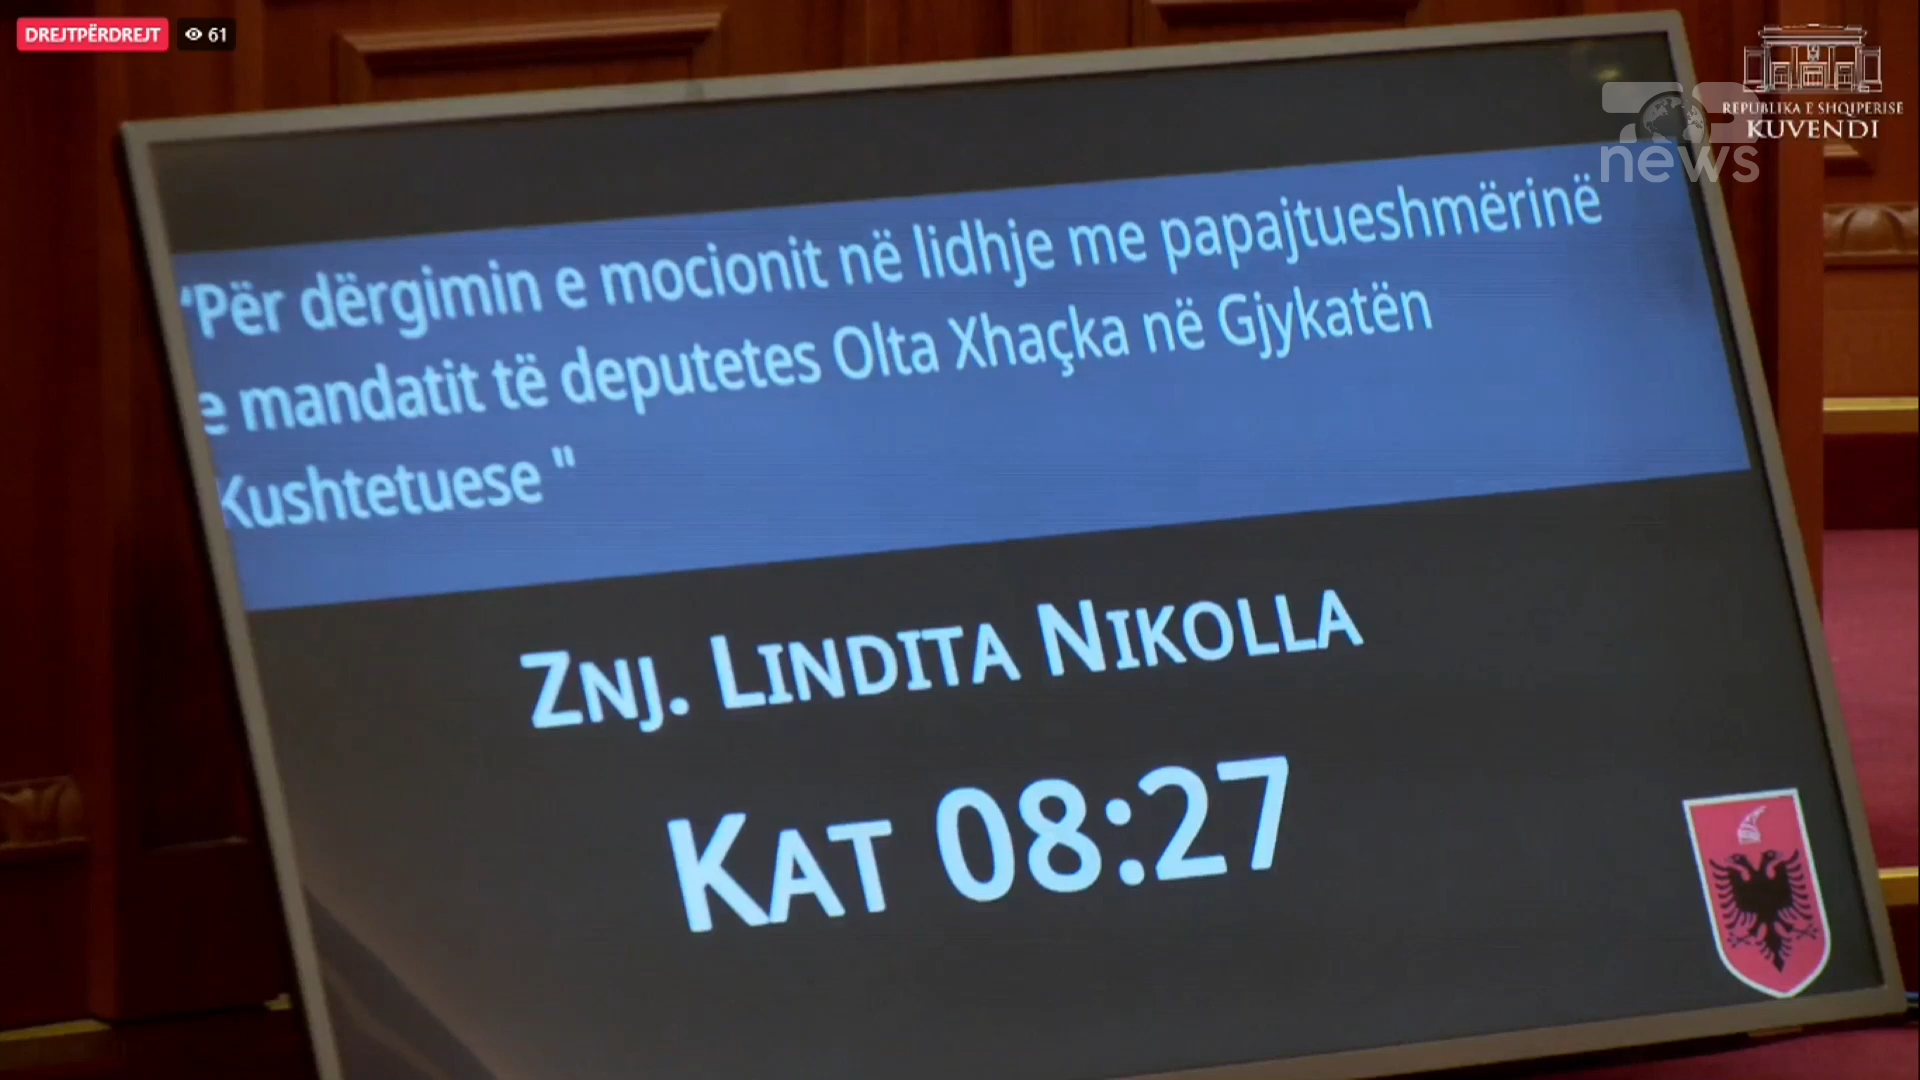 DREJTPËRDREJT 61
REPUBLIKA E SHQIPERISE
KUVENDI
news
"Për dërgimin e mocionit në lidhje me papajtueshmërinë
e mandatit të deputetes Olta Xhaçka në Gjykatën
Kushtetuese "
ZNJ. LINDITA NIKOLLA
KAT 08:27